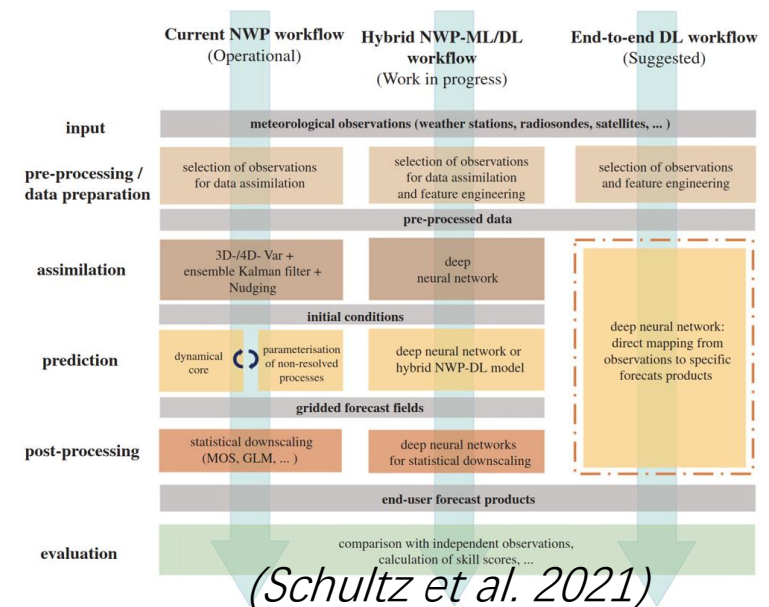 Current NWP workflow
(Operational)
Hybrid NWP-ML/DL
workflow
(Work in progress)
End-to-end DL workflow
(Suggested)
input
meteorological observations (weather stations, radiosondes, satellites, ... )
pre-processing /
data preparation
selection of observations
for data assimilation
selection of observations
for data assimilation
and feature engineering
selection of observations
and feature engineering
pre-processed data
assimilation
3D-/4D- Var +
ensemble Kalman filter +
Nudging
deep
neural network
initial conditions
prediction
dynamical
core
parameterisation
of non-resolved
processes
deep neural network or
hybrid NWP-DL model
deep neural network:
direct mapping from
observations to specific
forecats products
gridded forecast fields
post-processing
statistical downscaling
(MOS, GLM, ... )
deep neural networks
for statistical downscaling
end-user forecast products
evaluation
comparison with independent observations,
calculation of skill scores, ...
(Schultz et al. 2021)